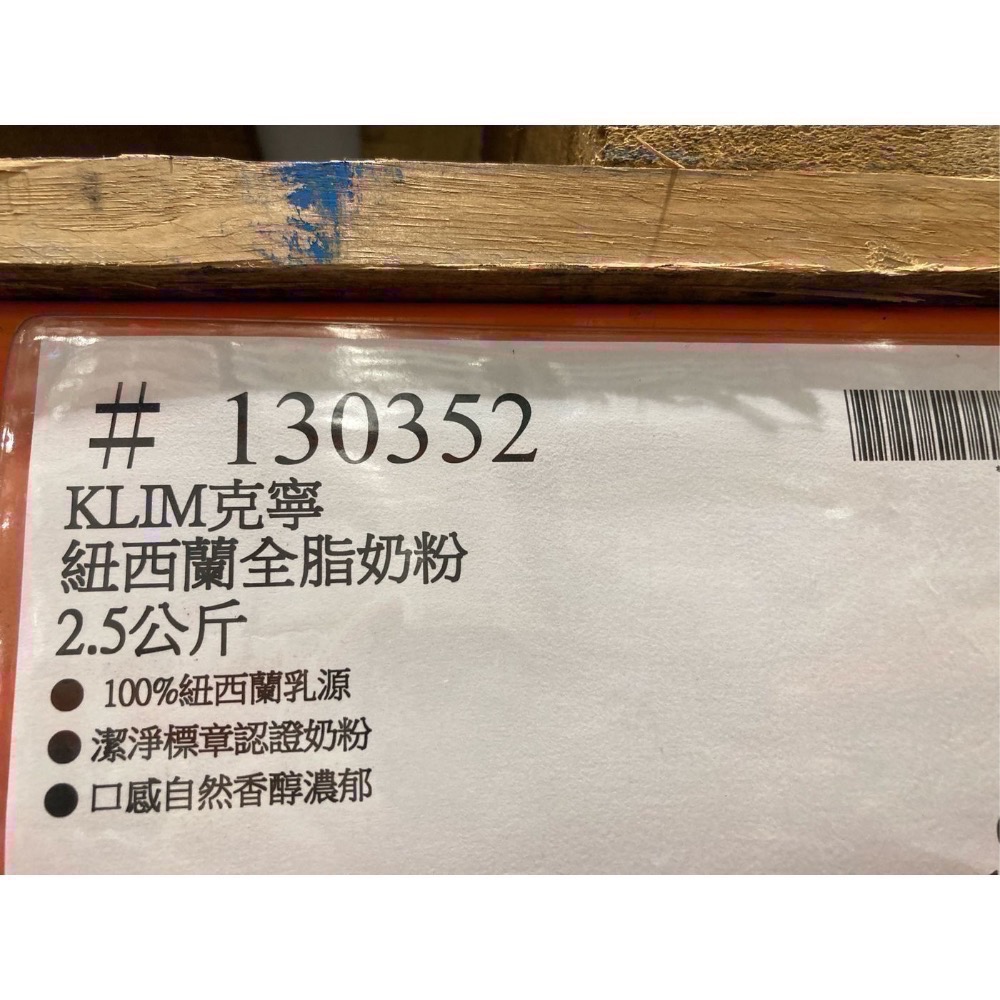 # 130352
KLIM克寧
紐西蘭全脂奶粉
2.5公斤
● 100%紐西蘭乳源
● 潔淨標章認證奶粉
● 口感自然香醇濃郁